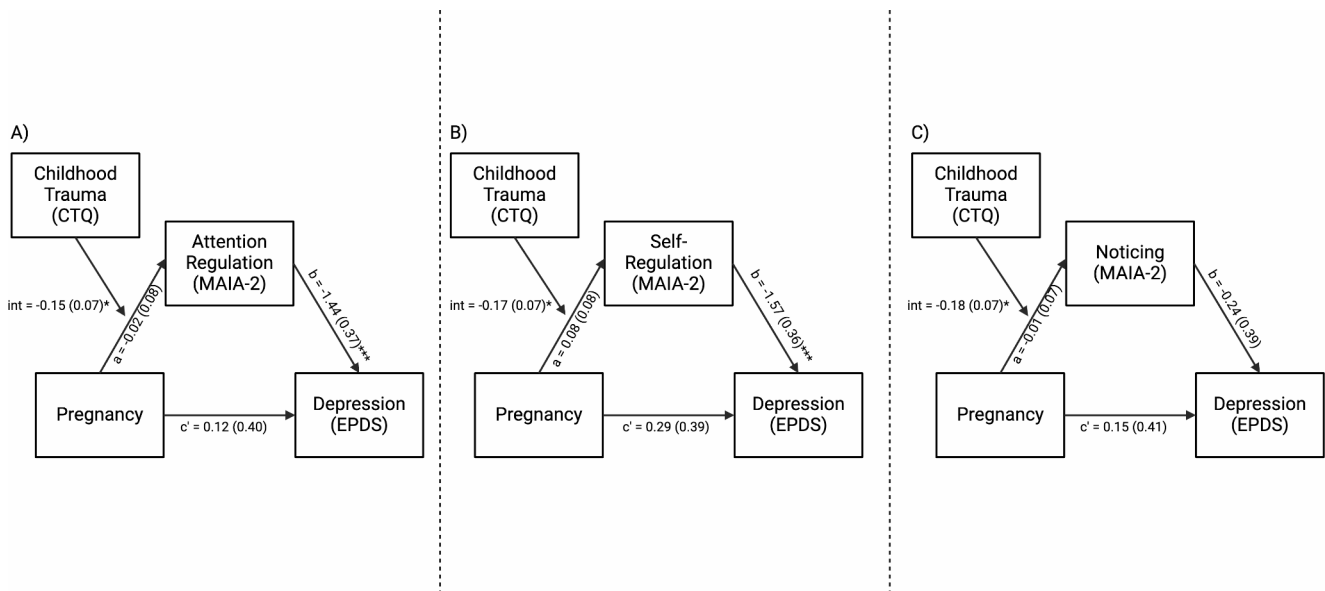 A)
Childhood
Trauma
(CTQ)
Attention
Regulation
(MAIA-2)
int = -0.15 (0.07)*
a = -0.02 (0.08)
b = -1.44 (0.37)***
Pregnancy
c' = 0.12 (0.40)
Depression
(EPDS)
B)
Childhood
Trauma
(CTQ)
Self-
Regulation
(MAIA-2)
int = -0.17 (0.07)*
a = 0.08 (0.08)
b = -1.57 (0.36)***
Pregnancy
c' = 0.29 (0.39)
Depression
(EPDS)
C)
Childhood
Trauma
(CTQ)
Noticing
(MAIA-2)
int = -0.18 (0.07)*
a = -0.01 (0.07)
b = -0.24 (0.39)
Pregnancy
c' = 0.15 (0.41)
Depression
(EPDS)